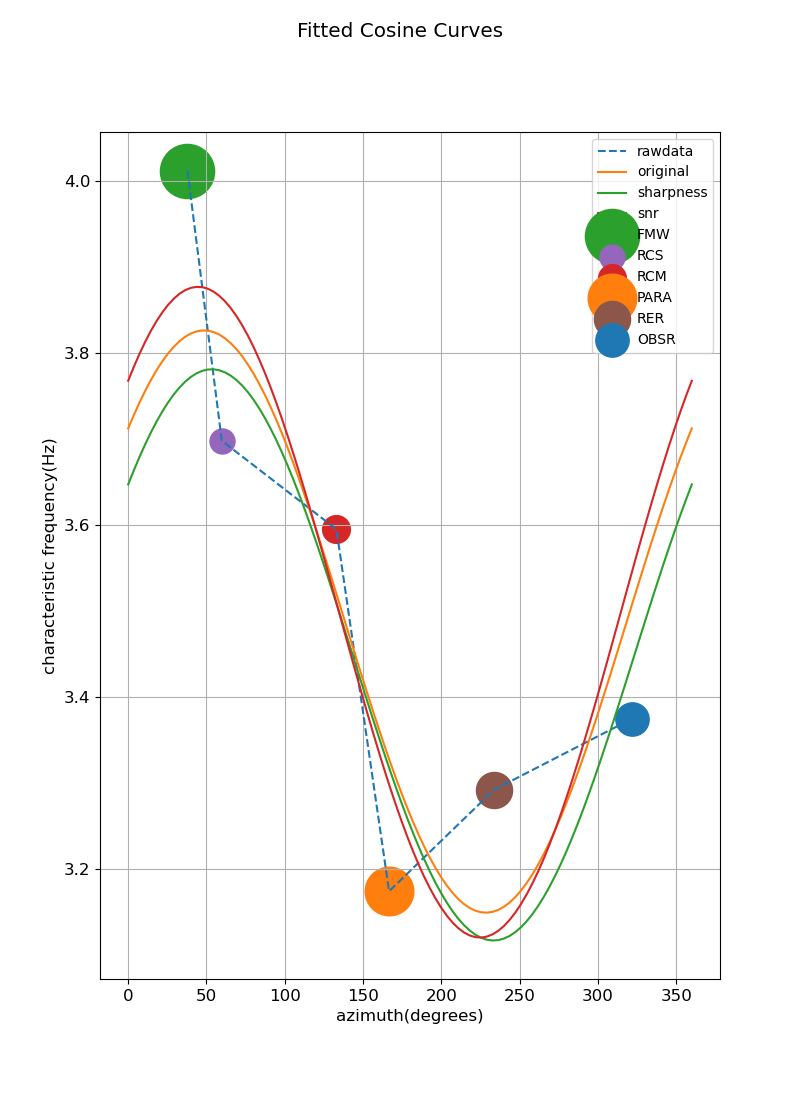 Fitted Cosine Curves
rawdata
original
sharpness
snr
FMW
RCS
RCM
PARA
RER
OBSR
4.0
3.8
3.6
3.4
3.2
characteristic frequency(Hz)
0 50 100 150 200 250 300 350
azimuth(degrees)